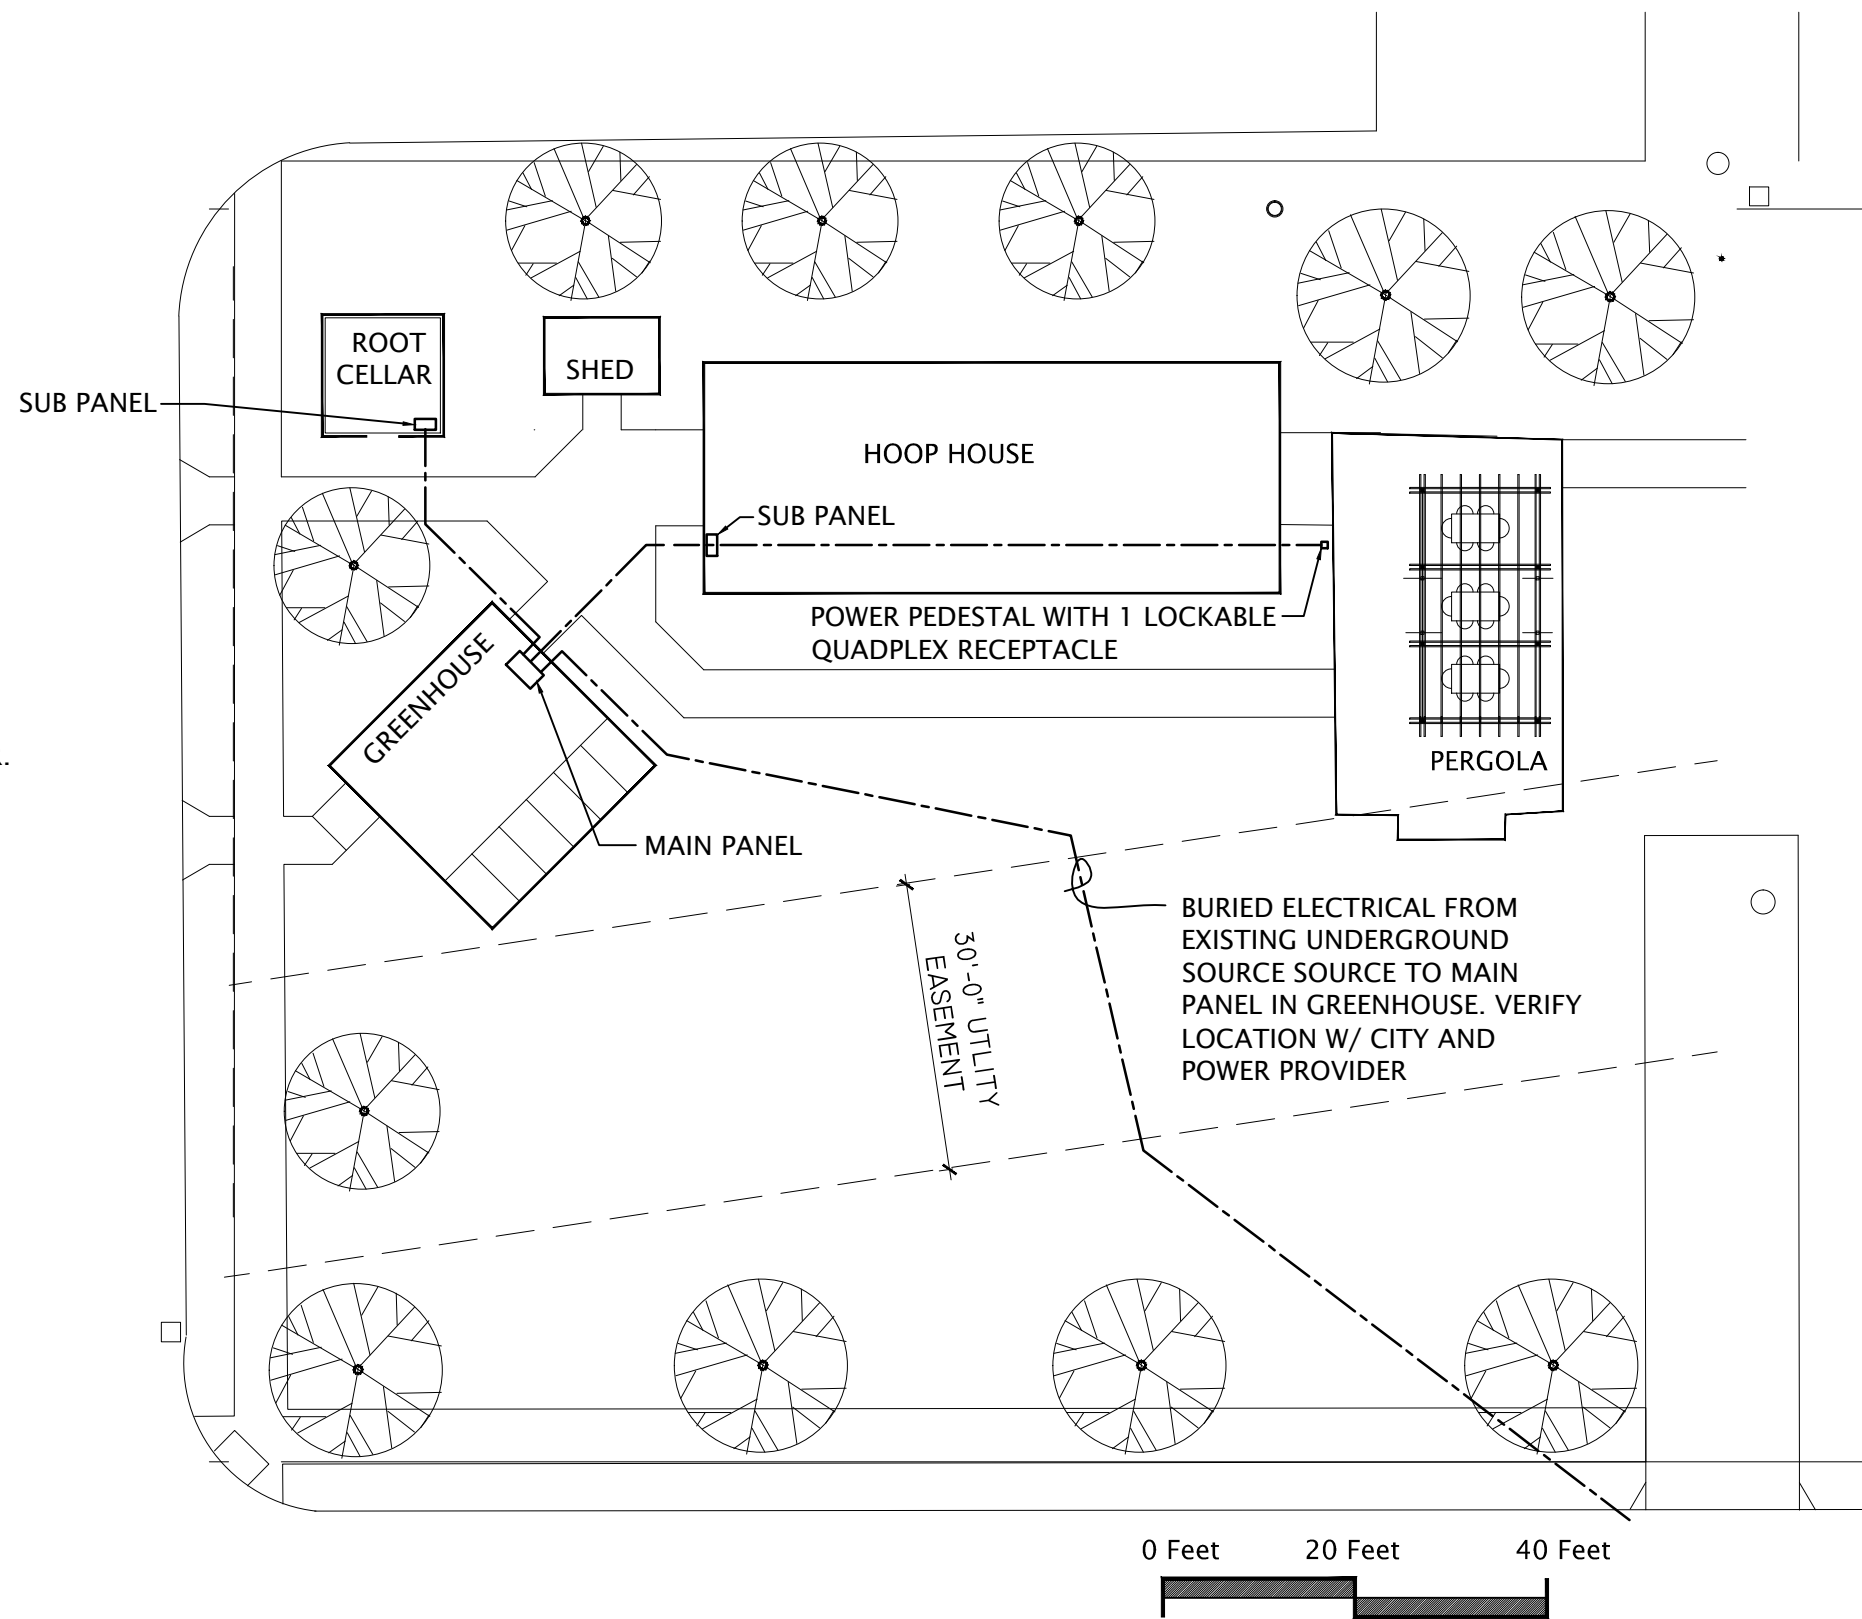 ROOT
CELLAR
SHED
SUB PANEL
HOOP HOUSE
SUB PANEL
POWER PEDESTAL WITH 1 LOCKABLE
QUADPLEX RECEPTACLE
GREENHOUSE
PERGOLA
MAIN PANEL
BURIED ELECTRICAL FROM
EXISTING UNDERGROUND
SOURCE SOURCE TO MAIN
PANEL IN GREENHOUSE. VERIFY
LOCATION W/ CITY AND
POWER PROVIDER
30'-0" UTLITY
EASEMENT
0 Feet 20 Feet 40 Feet